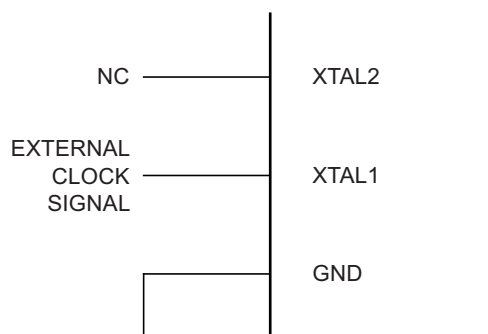 NC
XTAL2
EXTERNAL
CLOCK
SIGNAL
XTAL1
GND